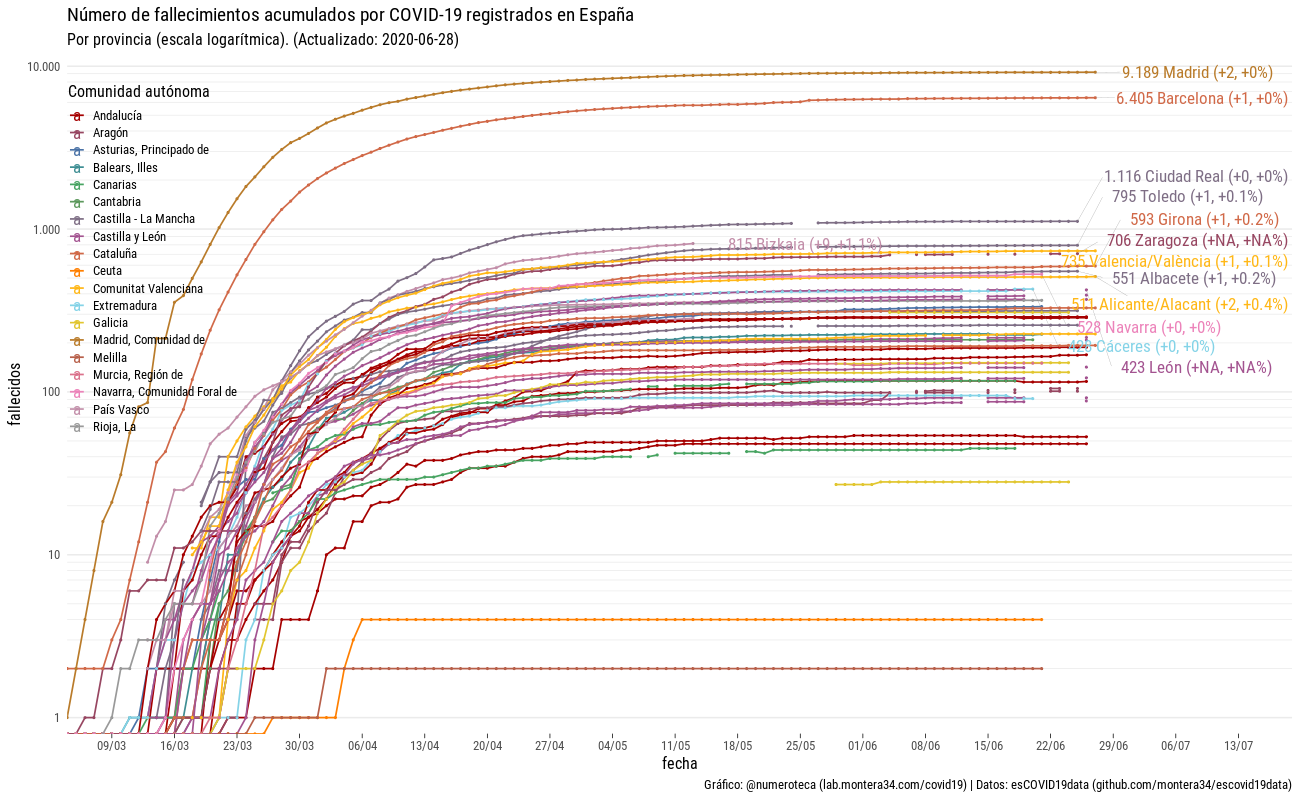 Número de fallecimientos acumulados por COVID-19 registrados en España
Por provincia (escala logarítmica). (Actualizado: 2020-06-28)
10.000
1.000
100
10
1
fallecidos
Comunidad autónoma
Andalucía
Aragón
Asturias, Principado de
Balears, Illes
Canarias
Cantabria
Castilla - La Mancha
Castilla y León
Cataluña
Ceuta
Comunitat Valenciana
Extremadura
Galicia
Madrid, Comunidad de
Melilla
Murcia, Región de
Navarra, Comunidad Foral de
País Vasco
Rioja, La
9.189 Madrid (+2, +0%)
6.405 Barcelona (+1, +0%)
1.116 Ciudad Real (+0, +0%)
795 Toledo (+1, +0.1%)
593 Girona (+1, +0.2%)
706 Zaragoza (+NA, +NA%)
815 Bizkaia (+9, +1.1%)
735 Valencia/València (+1, +0.1%)
551 Albacete (+1, +0.2%)
511 Alicante/Alacant (+2, +0.4%)
528 Navarra (+0, +0%)
Cáceres (+0, +0%)
423 León (+NA, +NA%)
09/03 16/03 23/03 30/03 06/04 13/04 20/04 27/04 04/05 11/05 18/05 25/05 01/06 08/06 15/06 22/06 29/06 06/07 13/07
fecha
Gráfico: @numeroteca (lab.montera34.com/covid19) | Datos: esCOVID19data (github.com/montera34/escovid19data)